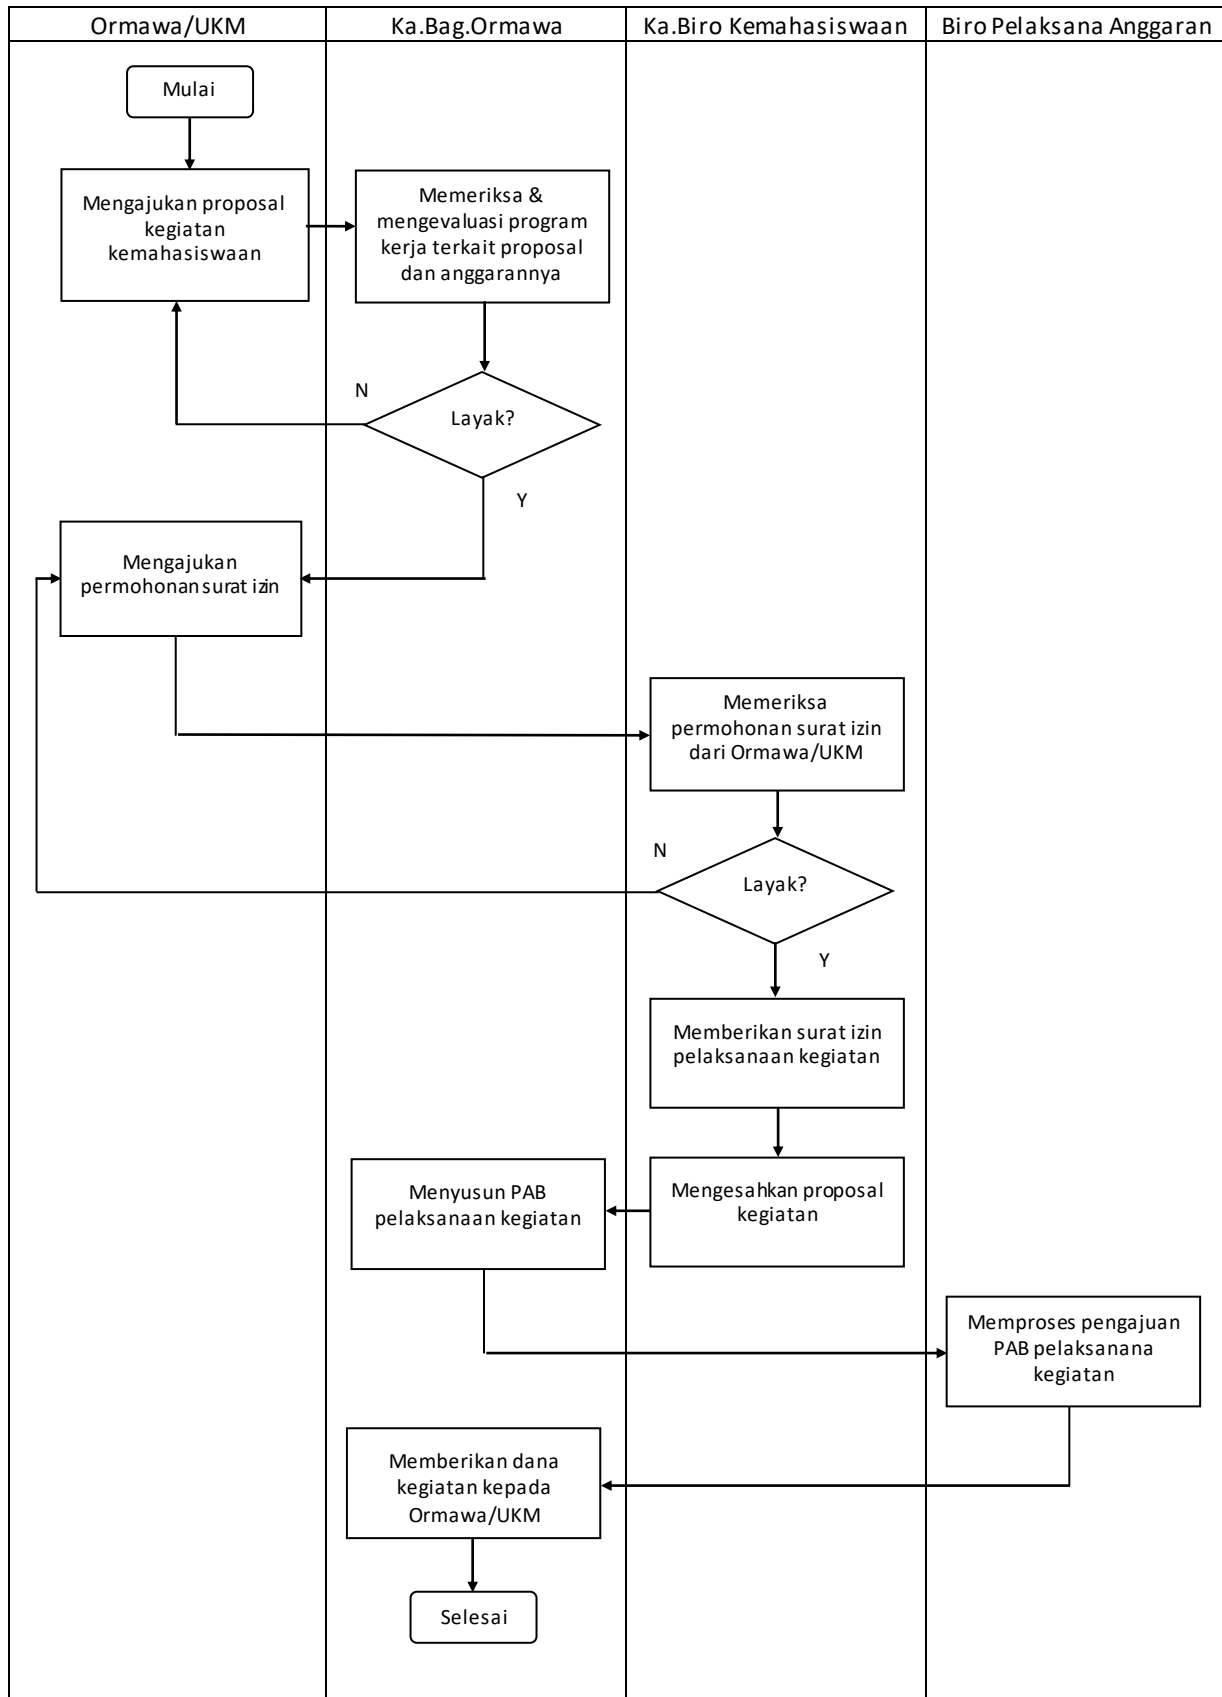 Ormawa/UKM
Ka.Bag.Ormawa
Ka.Biro Kemahasiswaan
Biro Pelaksana Anggaran
Mulai
Mengajukan proposal
kegiatan
kemahasiswaan
Memeriksa &
mengevaluasi program
kerja terkait proposal
dan anggarannya
N
Layak?
Y
Mengajukan
permohonan surat izin
Memeriksa
permohonan surat izin
dari Ormawa/UKM
N
Layak?
Y
Memberikan surat izin
pelaksanaan kegiatan
Mengesahkan proposal
kegiatan
Menyusun PAB
pelaksanaan kegiatan
Memproses pengajuan
PAB pelaksanana
kegiatan
Memberikan dana
kegiatan kepada
Ormawa/UKM
Selesai